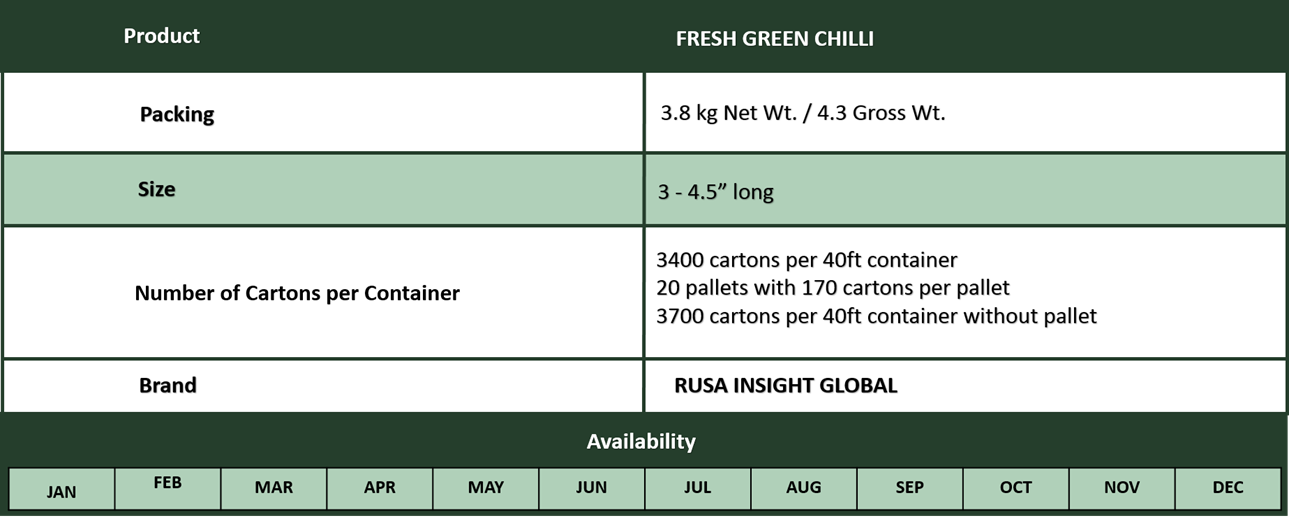 Product
FRESH GREEN CHILLI
Packing
3.8 kg Net Wt. / 4.3 Gross Wt.
Size
3 - 4.5” long
Number of Cartons per Container
3400 cartons per 40ft container
20 pallets with 170 cartons per pallet
3700 cartons per 40ft container without pallet
Brand
RUSA INSIGHT GLOBAL
Availability
JAN FEB MAR APR MAY JUN JUL AUG SEP OCT NOV DEC